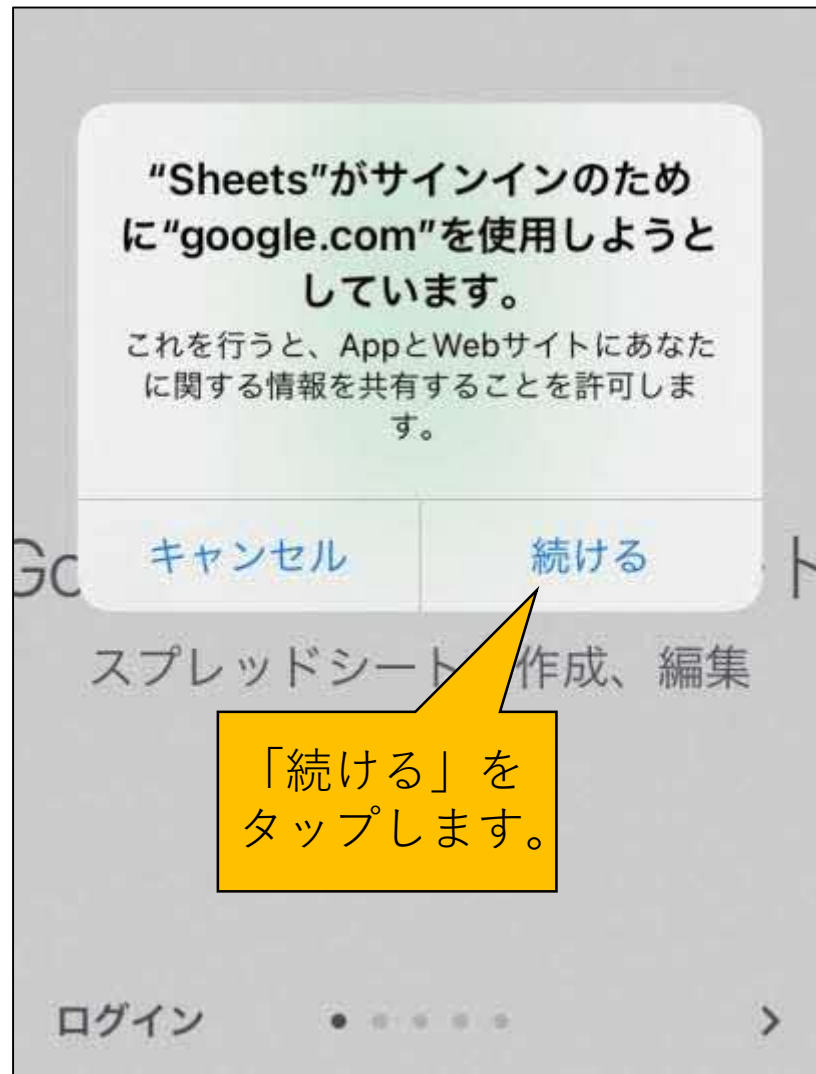 “Sheets”がサインインのため
に“google.com”を使用しようと
しています。
これを行うと、AppとWebサイトにあなた
に関する情報を共有することを許可しま
す。
キャンセル
続ける
Go
ト
スプレッドシート 作成、編集
「続ける」を
タップします。
ログイン